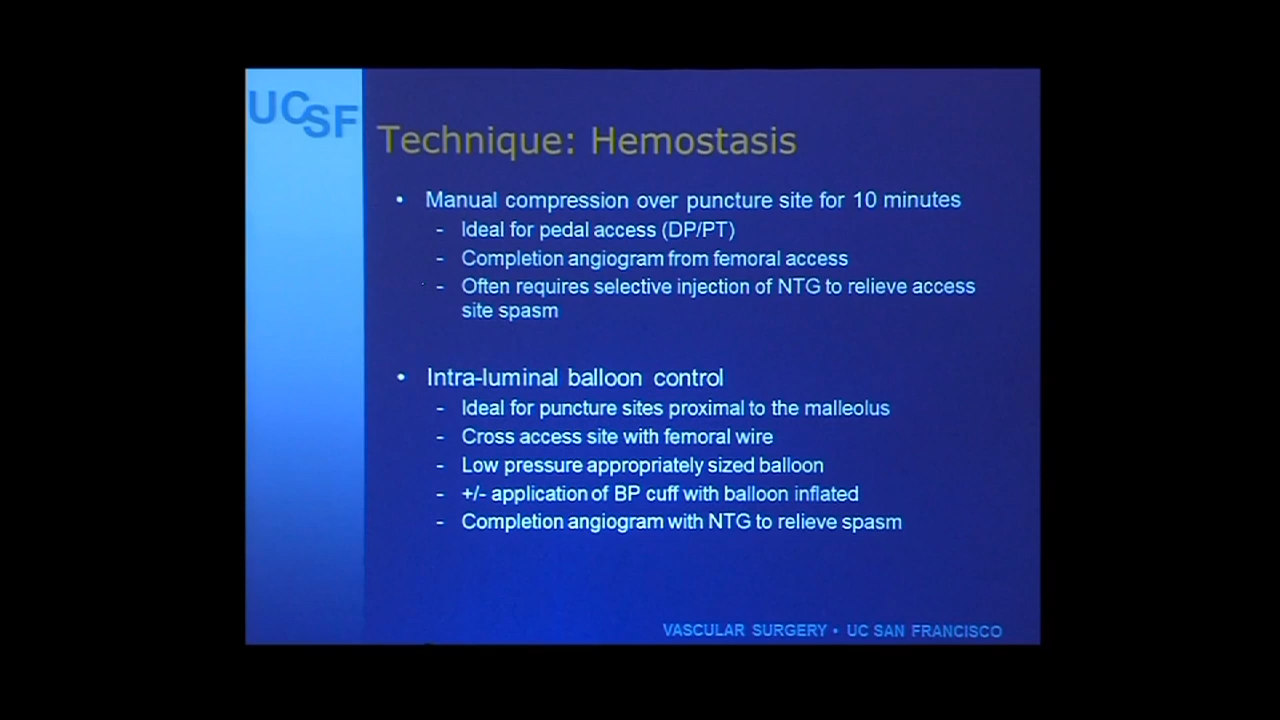 UCSF
Technique: Hemostasis
• Manual compression over puncture site for 10 minutes
- Ideal for pedal access (DP/PT)
- Completion angiogram from femoral access
- Often requires selective injection of NTG to relieve access
site spasm
• Intra-luminal balloon control
- Ideal for puncture sites proximal to the malleolus
- Cross access site with femoral wire
- Low pressure appropriately sized balloon
- +/- application of BP cuff with balloon inflated
- Completion angiogram with NTG to relieve spasm
VASCULAR SURGERY • UC SAN FRANCISCO